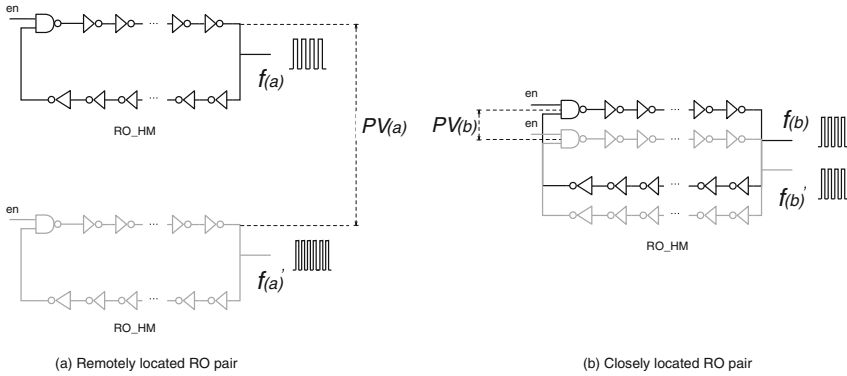 en
...
f(a)
...
RO_HM
PV(a)
en
...
f(a)'
...
RO_HM
en
en
PV(b)
...
...
f(b)
f(b)'
...
...
RO_HM
(a) Remotely located RO pair
(b) Closely located RO pair